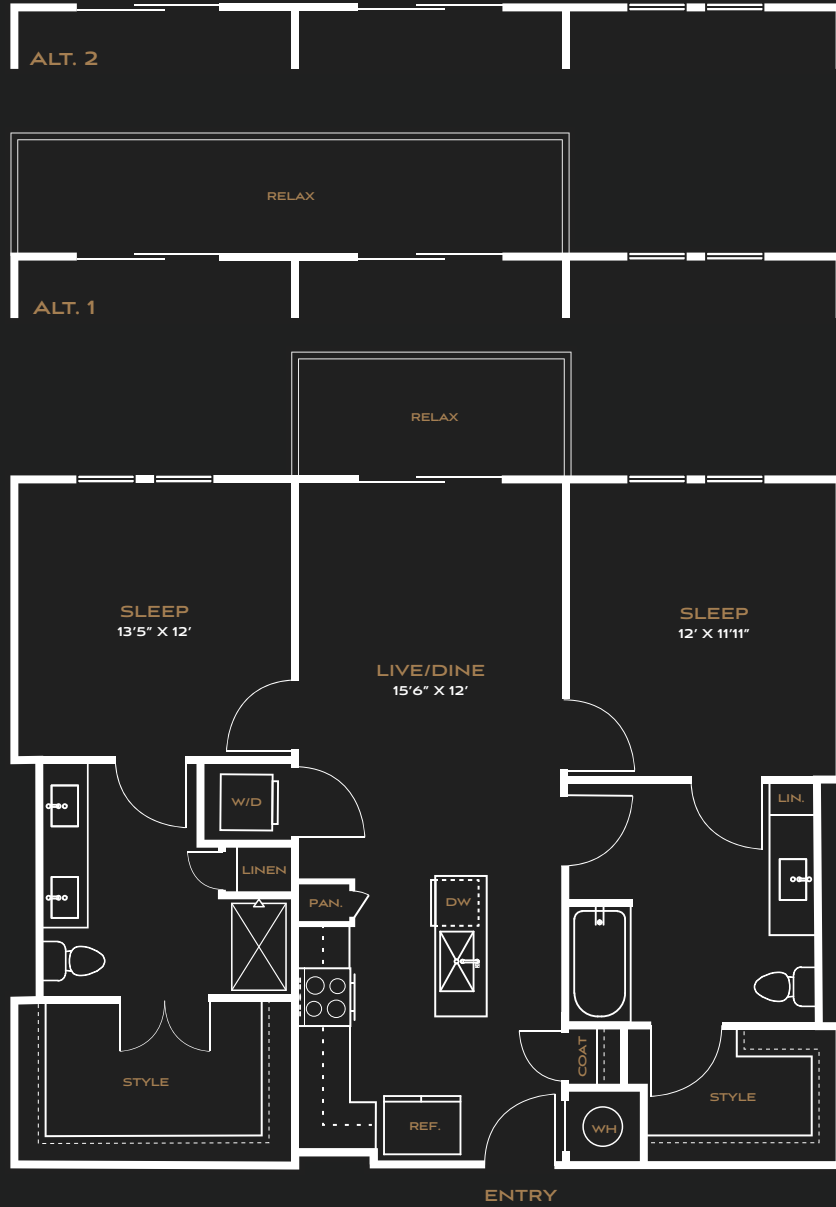 ALT. 2
RELAX
ALT. 1
RELAX
SLEEP
13'5" X 12'
SLEEP
12' X 11'11"
LIVE/DINE
15'6" X 12'
W/D
LIN.
LINEN
PAN.
DW
COAT
STYLE
STYLE
REF.
WH
ENTRY